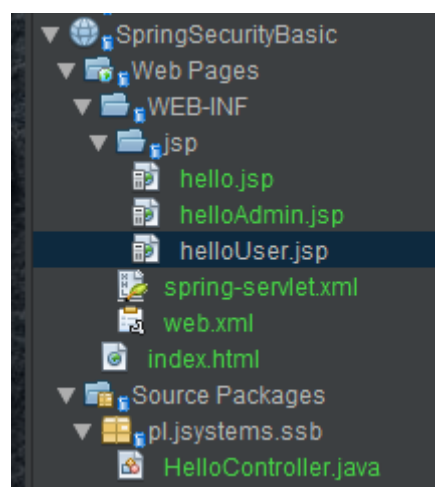 SpringSecurityBasic
Web Pages
WEB-INF
jsp
hello.jsp
helloAdmin.jsp
helloUser.jsp
spring-servlet.xml
web.xml
index.html
Source Packages
pl.jsystems.ssb
HelloController.java